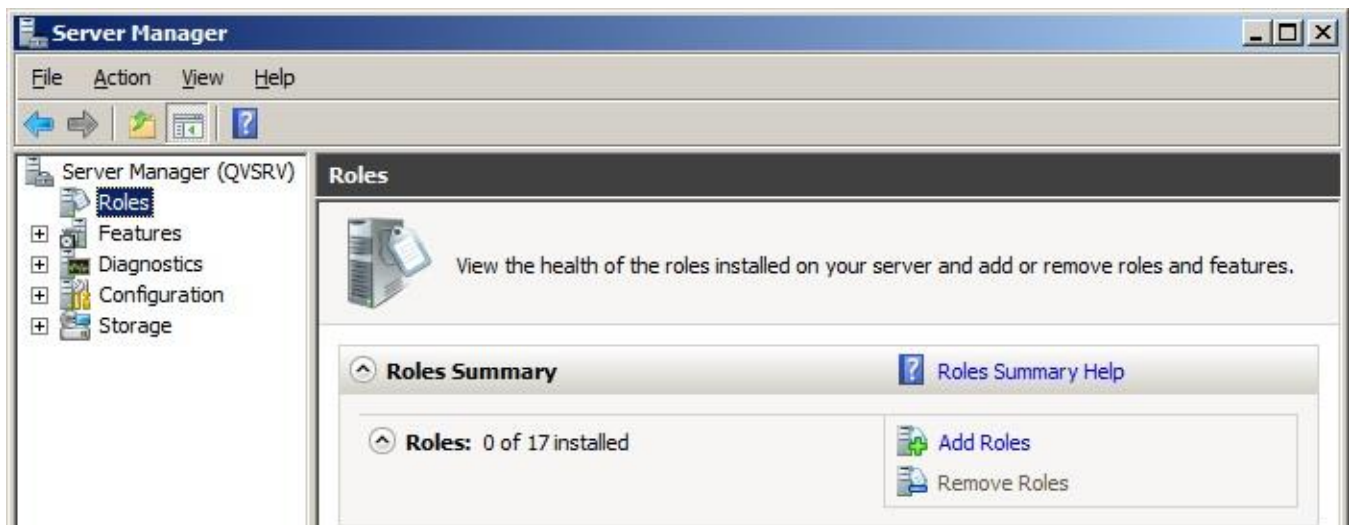 Server Manager
File Action View Help
Server Manager (QVSRV)
Roles
Features
Diagnostics
Configuration
Storage
Roles
View the health of the roles installed on your server and add or remove roles and features.
Roles Summary
Roles Summary Help
Roles: 0 of 17 installed
Add Roles
Remove Roles